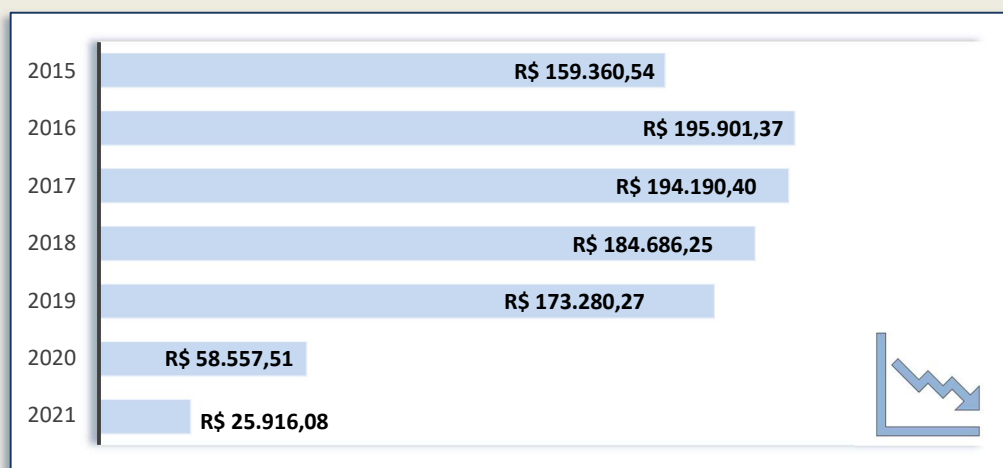 2015 R$ 159.360,54
2016 R$ 195.901,37
2017 R$ 194.190,40
2018 R$ 184.686,25
2019 R$ 173.280,27
2020 R$ 58.557,51
2021 R$ 25.916,08